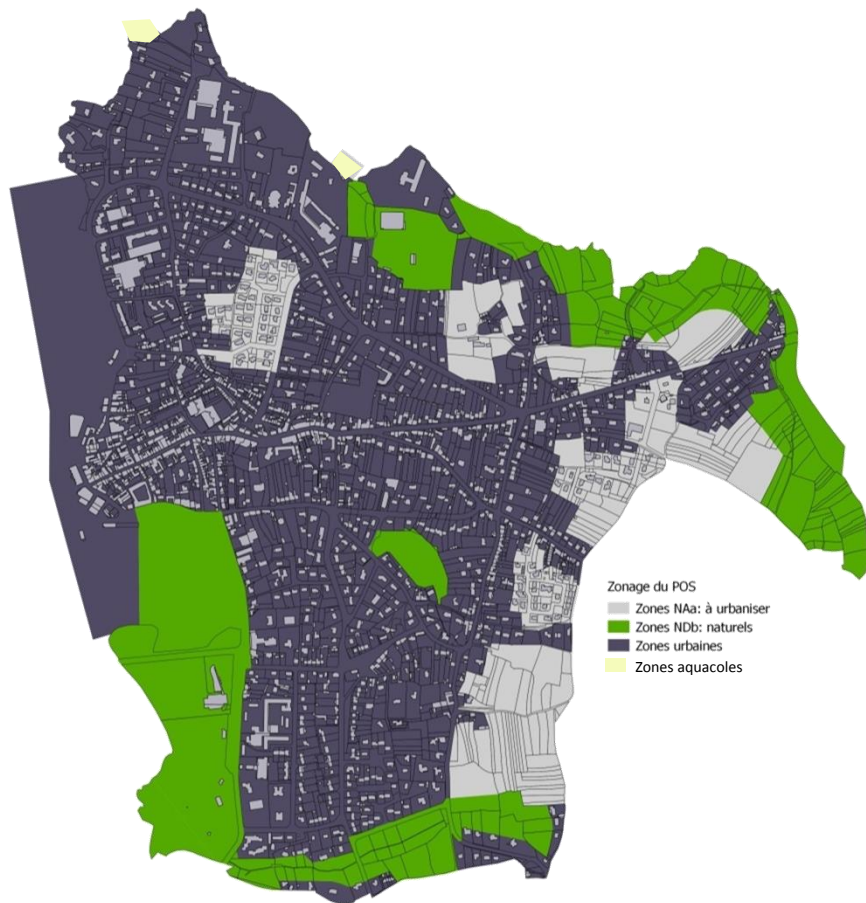 Zonage du POS
Zones NAa: à urbaniser
Zones NDb: naturels
Zones urbaines
Zones aquacoles